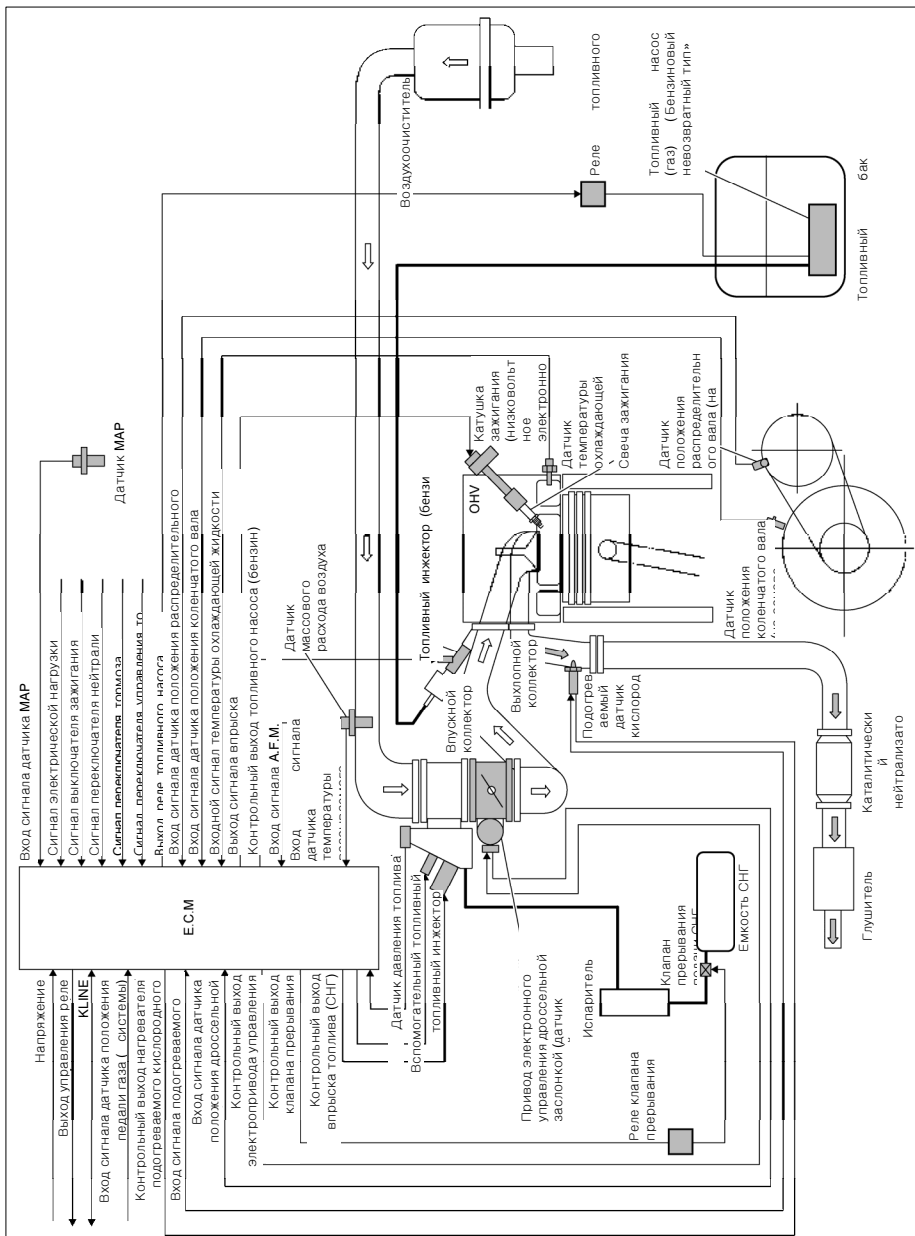 Вход сигнала датчика MAP
Сигнал электрической нагрузки
Сигнал выключателя зажигания
Сигнал переключателя нейтрали
Сигнал переключателя тормоза
Сигнал переключателя управления то
Выход реле топливного насоса
Вход сигнала датчика положения распределительного
Вход сигнала датчика положения коленчатого вала
Входной сигнал температуры охлаждающей жидкости
Выход сигнала впрыска
Контрольный выход топливного насоса (бензин)
Вход сигнала A.F.M.
Вход сигнала
датчика
температуры
E.C.M
Напряжение
Выход управления реле
KLINE
Вход сигнала датчика положения
педали газа ( системы)
Контрольный выход нагревателя
подогреваемого кислородного
Вход сигнала подогреваемого
Вход сигнала датчика
положения дроссельной
Контрольный выход
электропривода управления
Контрольный выход
клапана прерывания
Контрольный выход
впрыска топлива (СНГ)
Датчик MAP
Датчик
массового
расхода воздуха
Воздухоочиститель
Реле топливного
Топливный насос
(газ) (Бензиновый
невозвратный тип»
Топливный бак
Топливный инжектор (бензи
Катушка
зажигания
(низковольт
ное
электронно
OHV
Датчик
температуры
охлаждающей
Свеча зажигания
Датчик
положения
распределительн
ого вала (на
Датчик
положения
коленчатого вала
Впускной
коллектор
Выхлопной
коллектор
Подогрев
аемый
датчик
кислород
Каталитически
й
нейтрализато
Глушитель
Датчик давления топлива
Вспомогательный топливный
топливный инжектор
Привод электронного
управления дроссельной
заслонкой (датчик
Испаритель
Клапан
прерывания
подачи СНГ
Емкость СНГ
Реле клапана
прерывания